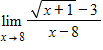 lim x→8 (√(x+1) − 3)/(x − 8)